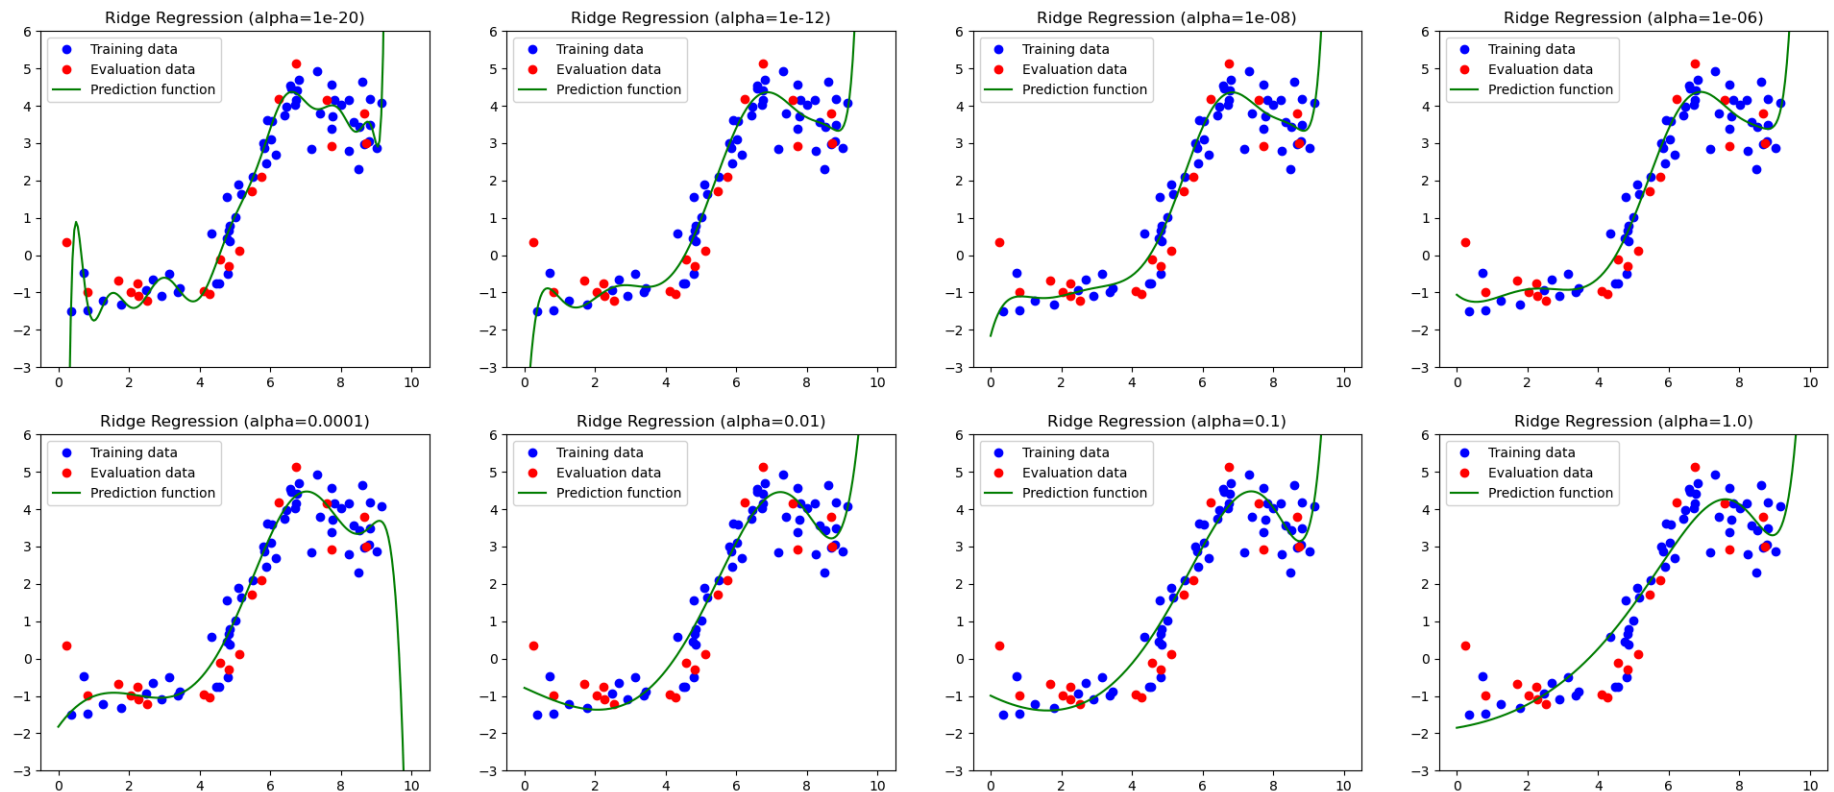 Ridge Regression (alpha=1e-20)
6
5
4
3
2
1
0
−1
−2
−3
0 2 4 6 8 10
Training data
Evaluation data
Prediction function
Ridge Regression (alpha=1e-12)
6
5
4
3
2
1
0
−1
−2
−3
0 2 4 6 8 10
Training data
Evaluation data
Prediction function
Ridge Regression (alpha=1e-08)
6
5
4
3
2
1
0
−1
−2
−3
0 2 4 6 8 10
Training data
Evaluation data
Prediction function
Ridge Regression (alpha=1e-06)
6
5
4
3
2
1
0
−1
−2
−3
0 2 4 6 8 10
Training data
Evaluation data
Prediction function
Ridge Regression (alpha=0.0001)
6
5
4
3
2
1
0
−1
−2
−3
0 2 4 6 8 10
Training data
Evaluation data
Prediction function
Ridge Regression (alpha=0.01)
6
5
4
3
2
1
0
−1
−2
−3
0 2 4 6 8 10
Training data
Evaluation data
Prediction function
Ridge Regression (alpha=0.1)
6
5
4
3
2
1
0
−1
−2
−3
0 2 4 6 8 10
Training data
Evaluation data
Prediction function
Ridge Regression (alpha=1.0)
6
5
4
3
2
1
0
−1
−2
−3
0 2 4 6 8 10
Training data
Evaluation data
Prediction function